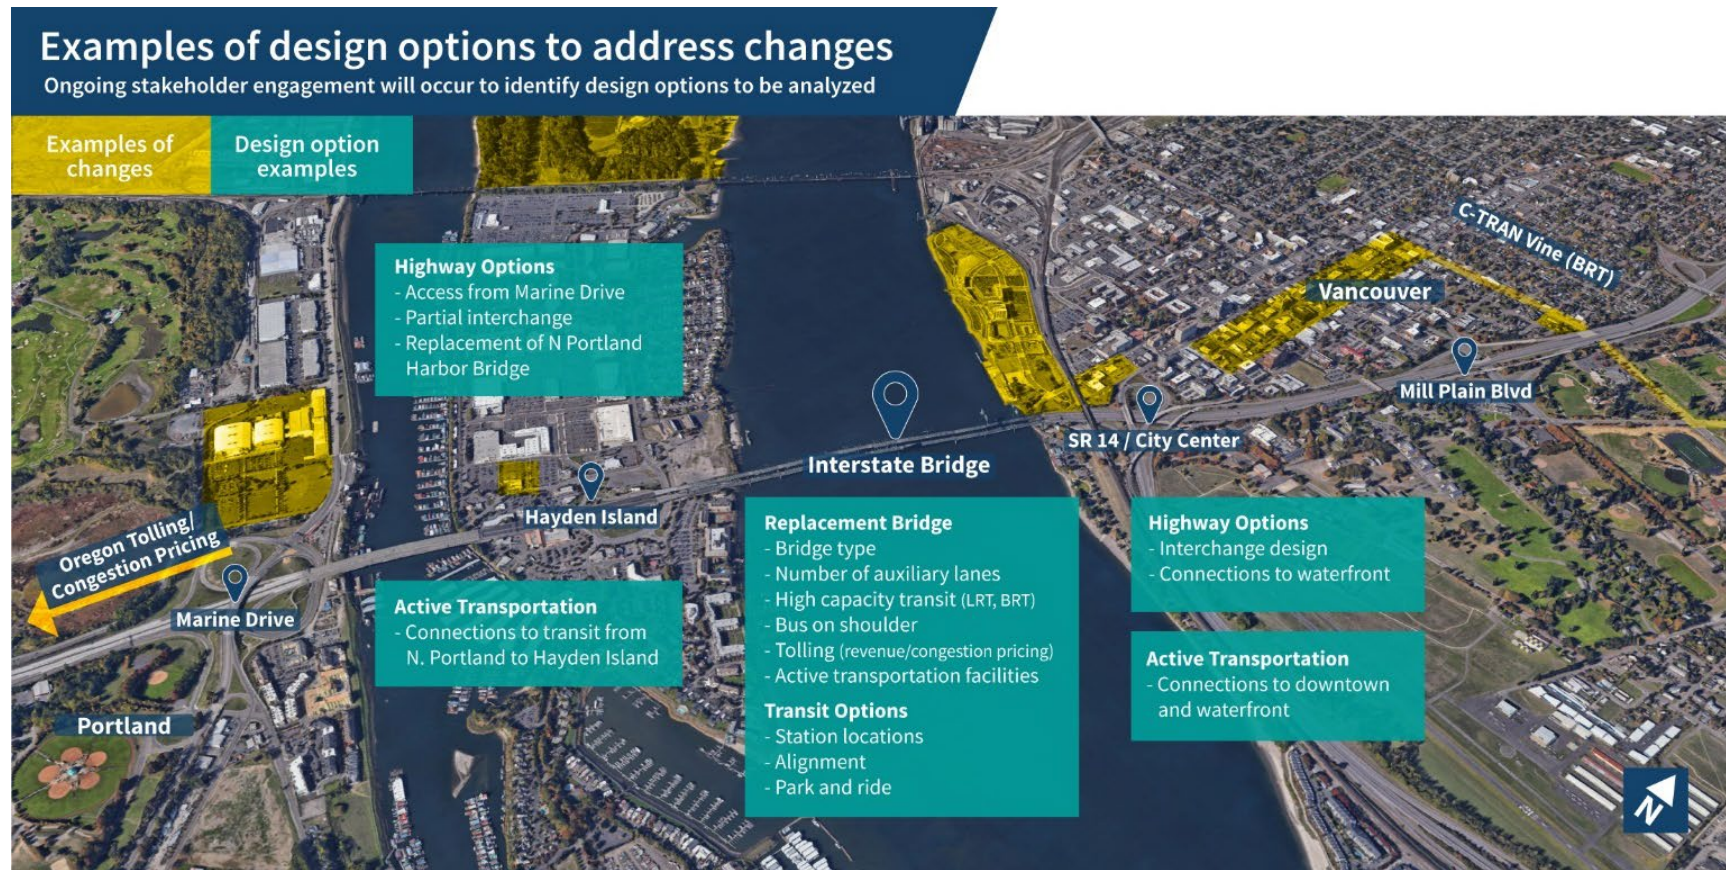 Examples of design options to address changes
Ongoing stakeholder engagement will occur to identify design options to be analyzed
Examples of
changes
Design option
examples
Highway Options
- Access from Marine Drive
- Partial interchange
- Replacement of N Portland
Harbor Bridge
C-TRAN Vine (BRT)
Vancouver
Mill Plain Blvd
SR 14 / City Center
Interstate Bridge
Hayden Island
Oregon Tolling/
Congestion Pricing
Marine Drive
Portland
Active Transportation
- Connections to transit from
N. Portland to Hayden Island
Replacement Bridge
- Bridge type
- Number of auxiliary lanes
- High capacity transit (LRT, BRT)
- Bus on shoulder
- Tolling (revenue/congestion pricing)
- Active transportation facilities
Transit Options
- Station locations
- Alignment
- Park and ride
Highway Options
- Interchange design
- Connections to waterfront
Active Transportation
- Connections to downtown
and waterfront
N